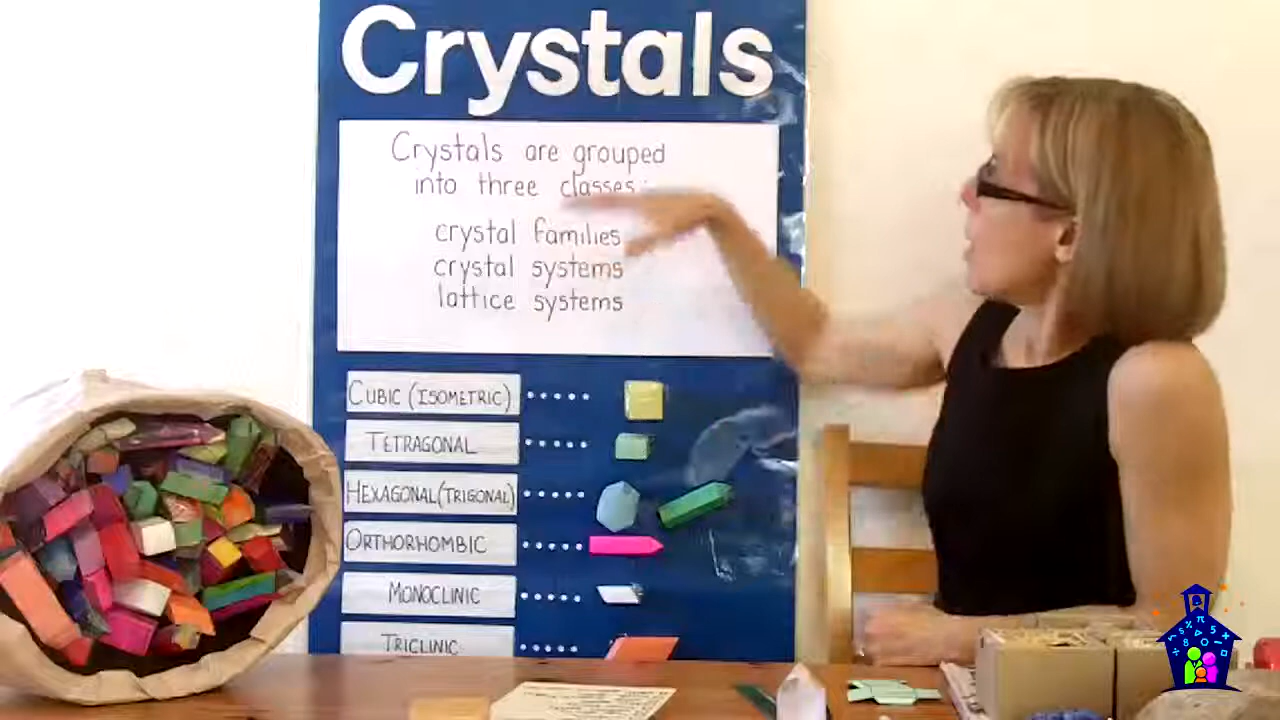 Crystals
Crystals are grouped
into three classes:
crystal families
crystal systems
lattice systems
CUBIC (ISOMETRIC)
TETRAGONAL
HEXAGONAL (TRIGONAL)
ORTHORHOMBIC
MONOCLINIC
TRICLINIC